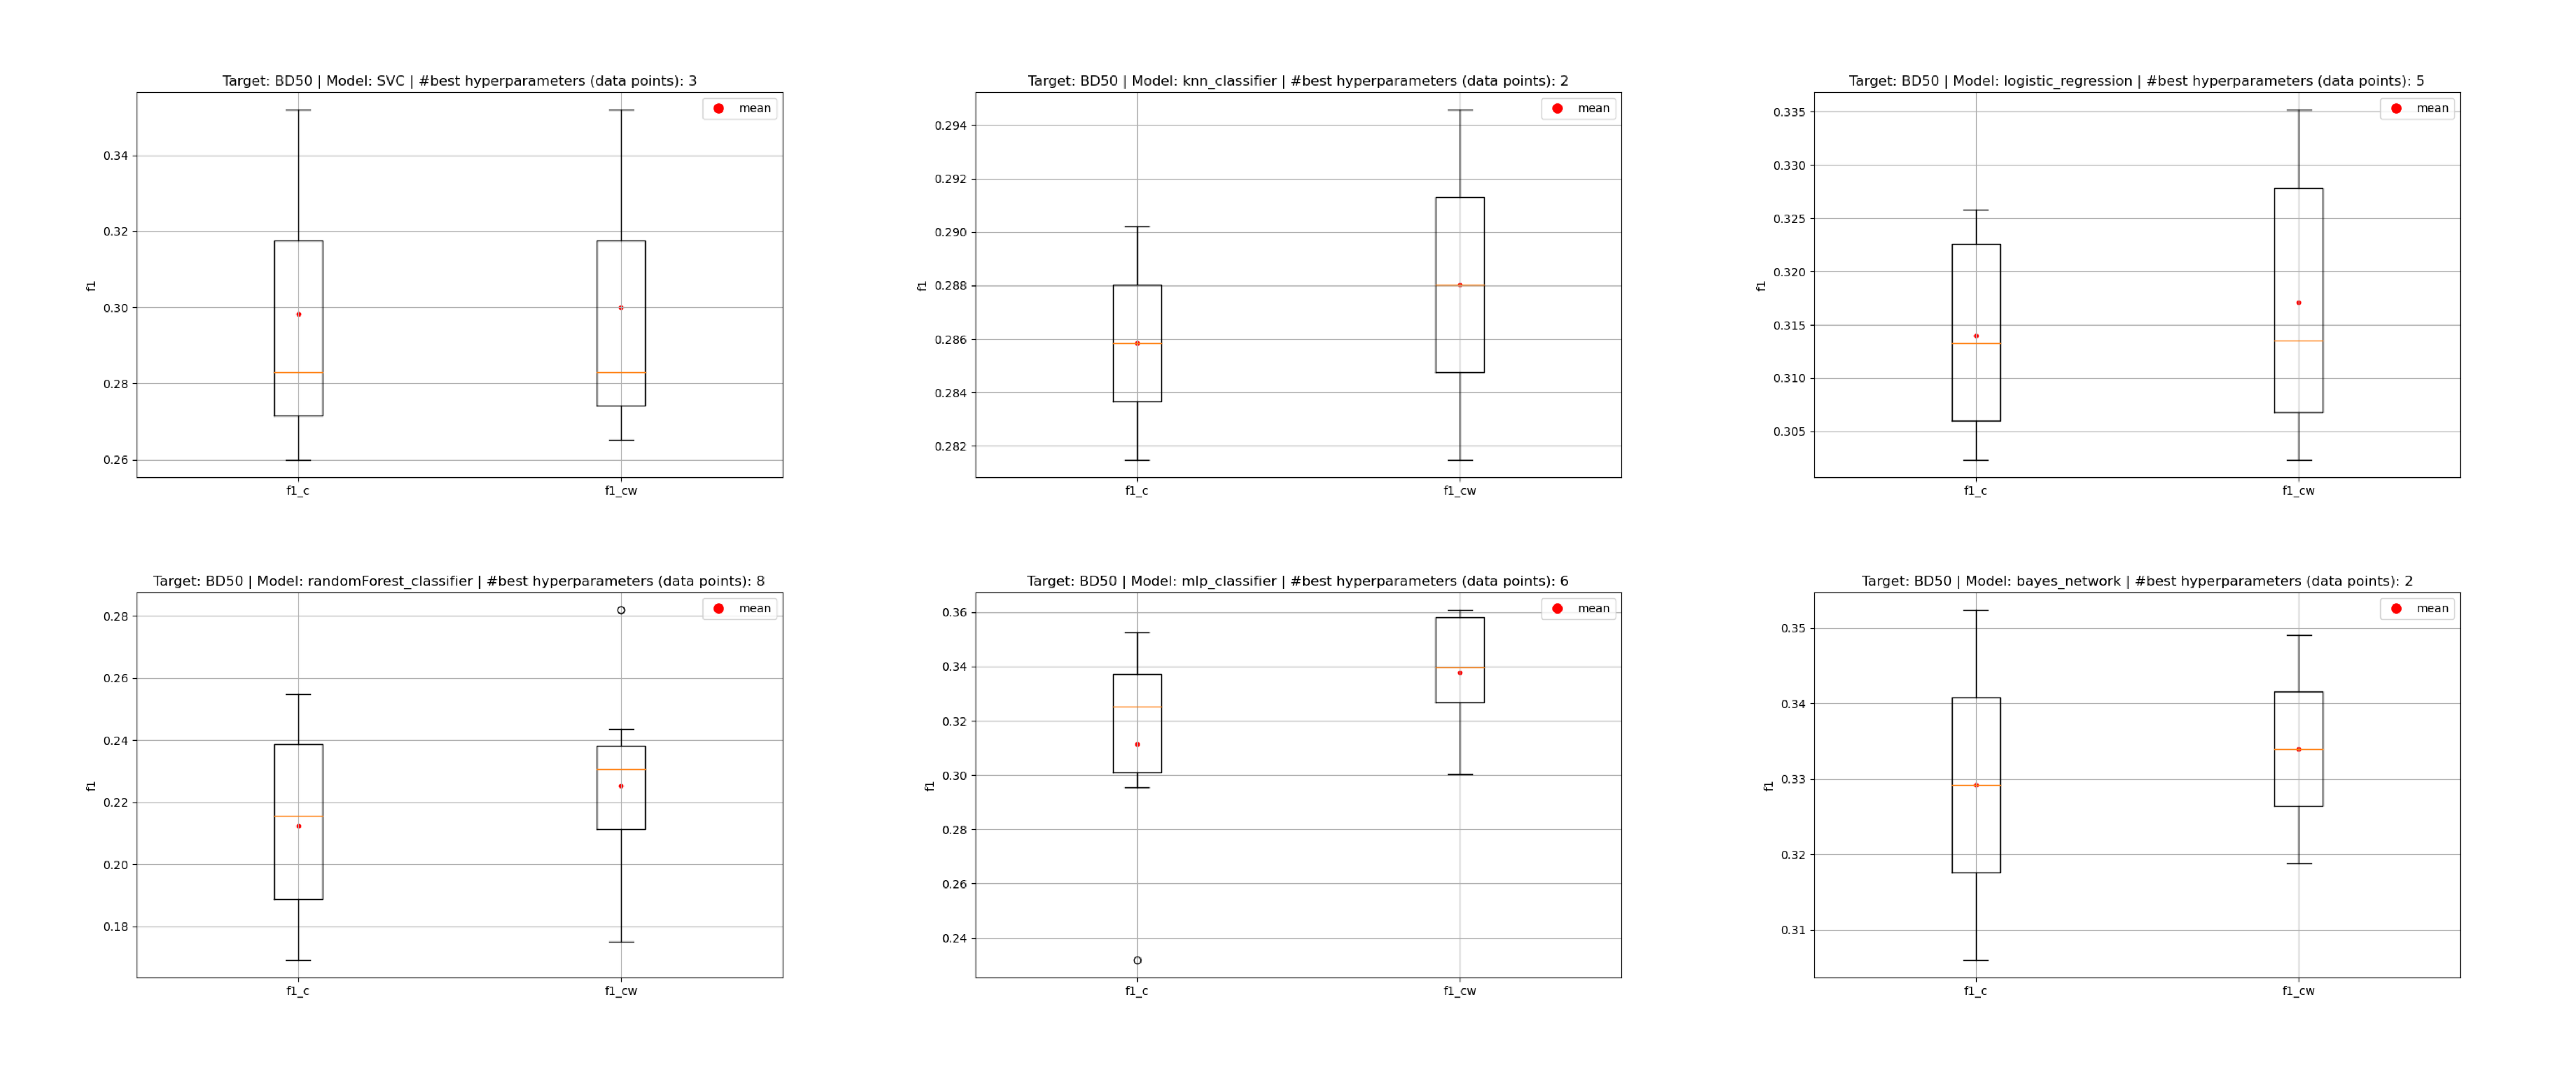 Target: BD50 | Model: SVC | #best hyperparameters (data points): 3
mean
0.34
0.32
0.30
0.28
0.26
f1
f1_c
f1_cw
Target: BD50 | Model: knn_classifier | #best hyperparameters (data points): 2
mean
0.294
0.292
0.290
0.288
0.286
0.284
0.282
f1
f1_c
f1_cw
Target: BD50 | Model: logistic_regression | #best hyperparameters (data points): 5
mean
0.335
0.330
0.325
0.320
0.315
0.310
0.305
f1
f1_c
f1_cw
Target: BD50 | Model: randomForest_classifier | #best hyperparameters (data points): 8
mean
0.28
0.26
0.24
0.22
0.20
0.18
f1
f1_c
f1_cw
Target: BD50 | Model: mlp_classifier | #best hyperparameters (data points): 6
mean
0.36
0.34
0.32
0.30
0.28
0.26
0.24
f1
f1_c
f1_cw
Target: BD50 | Model: bayes_network | #best hyperparameters (data points): 2
mean
0.35
0.34
0.33
0.32
0.31
f1
f1_c
f1_cw